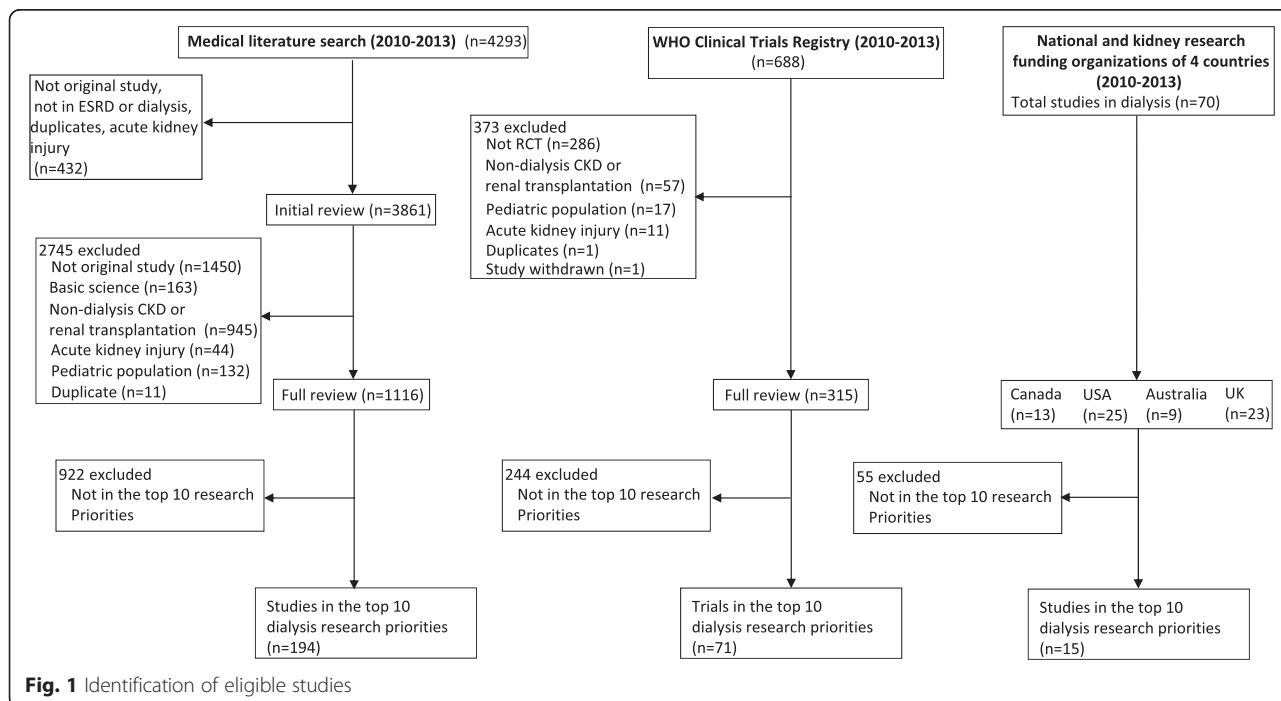 Medical literature search (2010-2013) (n=4293)
Not original study,
not in ESRD or dialysis,
duplicates, acute kidney
injury
(n=432)
Initial review (n=3861)
2745 excluded
Not original study (n=1450)
Basic science (n=163)
Non-dialysis CKD or
renal transplantation (n=945)
Acute kidney injury (n=44)
Pediatric population (n=132)
Duplicate (n=11)
Full review (n=1116)
922 excluded
Not in the top 10 research
Priorities
Studies in the top 10
dialysis research priorities
(n=194)
WHO Clinical Trials Registry (2010-2013)
(n=688)
373 excluded
Not RCT (n=286)
Non-dialysis CKD or
renal transplantation (n=57)
Pediatric population (n=17)
Acute kidney injury (n=11)
Duplicates (n=1)
Study withdrawn (n=1)
Full review (n=315)
244 excluded
Not in the top 10 research
Priorities
Trials in the top 10
dialysis research priorities
(n=71)
National and kidney research
funding organizations of 4 countries
(2010-2013)
Total studies in dialysis (n=70)
Canada
(n=13)
USA
(n=25)
Australia
(n=9)
UK
(n=23)
55 excluded
Not in the top 10 research
Priorities
Studies in the top 10
dialysis research priorities
(n=15)
Fig. 1 Identification of eligible studies